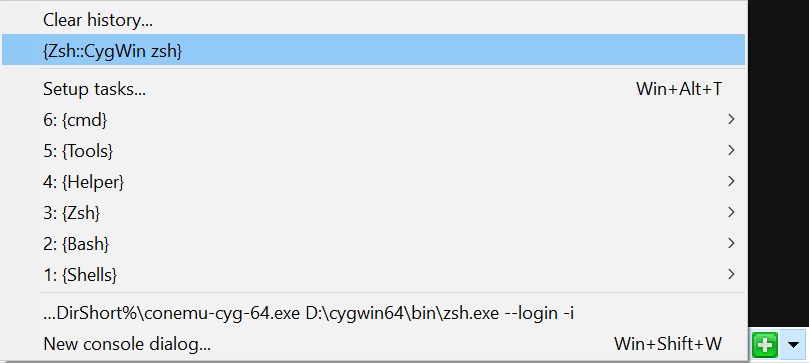 Clear history...
{Zsh::CygWin zsh}
Setup tasks... Win+Alt+T
6: {cmd}
5: {Tools}
4: {Helper}
3: {Zsh}
2: {Bash}
1: {Shells}
...DirShort%\conemu-cyg-64.exe D:\cygwin64\bin\zsh.exe --login -i
New console dialog... Win+Shift+W